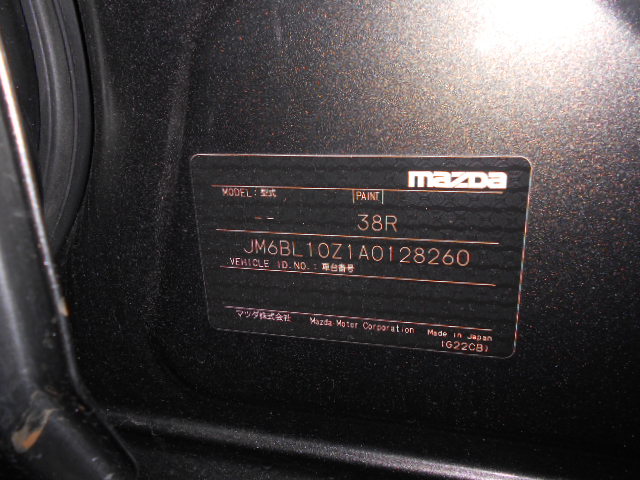 mazda
MODEL: 型式 PAINT
-- 38R
JM6BL10Z1A0128260
VEHICLE ID.NO.: 車台番号
マツダ株式会社 Mazda Motor Corporation Made in Japan
(G22CB)